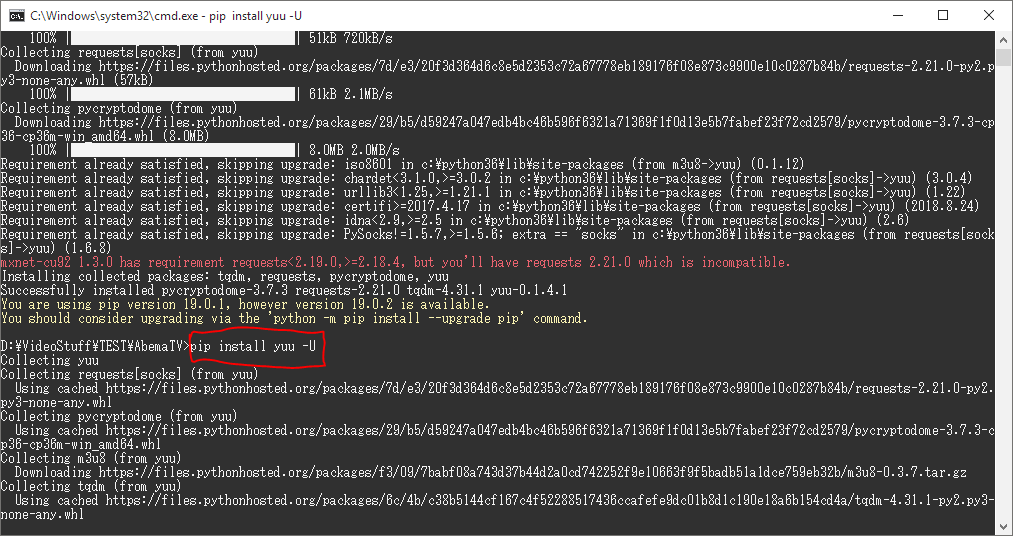 C:\Windows\system32\cmd.exe - pip  install yuu -U
100% |████████████████████████████████| 51kB 720kB/s
Collecting requests[socks] (from yuu)
Downloading https://files.pythonhosted.org/packages/7d/e3/20f3d364d6c8e5d2353c72a67778eb189176f08e873c9900e10c0287b84b/requests-2.21.0-py2.
py3-none-any.whl (57kB)
100% |████████████████████████████████| 61kB 2.1MB/s
Collecting pycryptodome (from yuu)
Downloading https://files.pythonhosted.org/packages/29/b5/d59247a047edb4bc46b596f6321a71369f1f0d13e5b7fabef23f72cd2579/pycryptodome-3.7.3-cp
36-cp36m-win_amd64.whl (8.0MB)
100% |████████████████████████████████| 8.0MB 2.0MB/s
Requirement already satisfied, skipping upgrade: iso8601 in c:¥python36¥lib¥site-packages (from m3u8->yuu) (0.1.12)
Requirement already satisfied, skipping upgrade: chardet<3.1.0,>=3.0.2 in c:¥python36¥lib¥site-packages (from requests[socks]->yuu) (3.0.4)
Requirement already satisfied, skipping upgrade: urllib3<1.25,>=1.21.1 in c:¥python36¥lib¥site-packages (from requests[socks]->yuu) (1.22)
Requirement already satisfied, skipping upgrade: certifi>=2017.4.17 in c:¥python36¥lib¥site-packages (from requests[socks]->yuu) (2018.8.24)
Requirement already satisfied, skipping upgrade: idna<2.9,>=2.5 in c:¥python36¥lib¥site-packages (from requests[socks]->yuu) (2.6)
Requirement already satisfied, skipping upgrade: PySocks!=1.5.7,>=1.5.6; extra == "socks" in c:¥python36¥lib¥site-packages (from requests[sock
s]->yuu) (1.6.8)
mxnet-cu92 1.3.0 has requirement requests<2.19.0,>=2.18.4, but you'll have requests 2.21.0 which is incompatible.
Installing collected packages: tqdm, requests, pycryptodome, yuu
Successfully installed pycryptodome-3.7.3 requests-2.21.0 tqdm-4.31.1 yuu-0.1.4.1
You are using pip version 19.0.1, however version 19.0.2 is available.
You should consider upgrading via the 'python -m pip install --upgrade pip' command.
D:¥VideoStuff¥TEST¥AbemaTV>pip install yuu -U
Collecting yuu
Collecting requests[socks] (from yuu)
Using cached https://files.pythonhosted.org/packages/7d/e3/20f3d364d6c8e5d2353c72a67778eb189176f08e873c9900e10c0287b84b/requests-2.21.0-py2.
py3-none-any.whl
Collecting pycryptodome (from yuu)
Using cached https://files.pythonhosted.org/packages/29/b5/d59247a047edb4bc46b596f6321a71369f1f0d13e5b7fabef23f72cd2579/pycryptodome-3.7.3-c
p36-cp36m-win_amd64.whl
Collecting m3u8 (from yuu)
Downloading https://files.pythonhosted.org/packages/f3/09/7babf08a743d37b44d2a0cd742252f9e10663f9f5badb51a1dce759eb32b/m3u8-0.3.7.tar.gz
Collecting tqdm (from yuu)
Using cached https://files.pythonhosted.org/packages/6c/4b/c38b5144cf167c4f52288517436ccafefe9dc01b8d1c190e18a6b154cd4a/tqdm-4.31.1-py2.py3-
none-any.whl